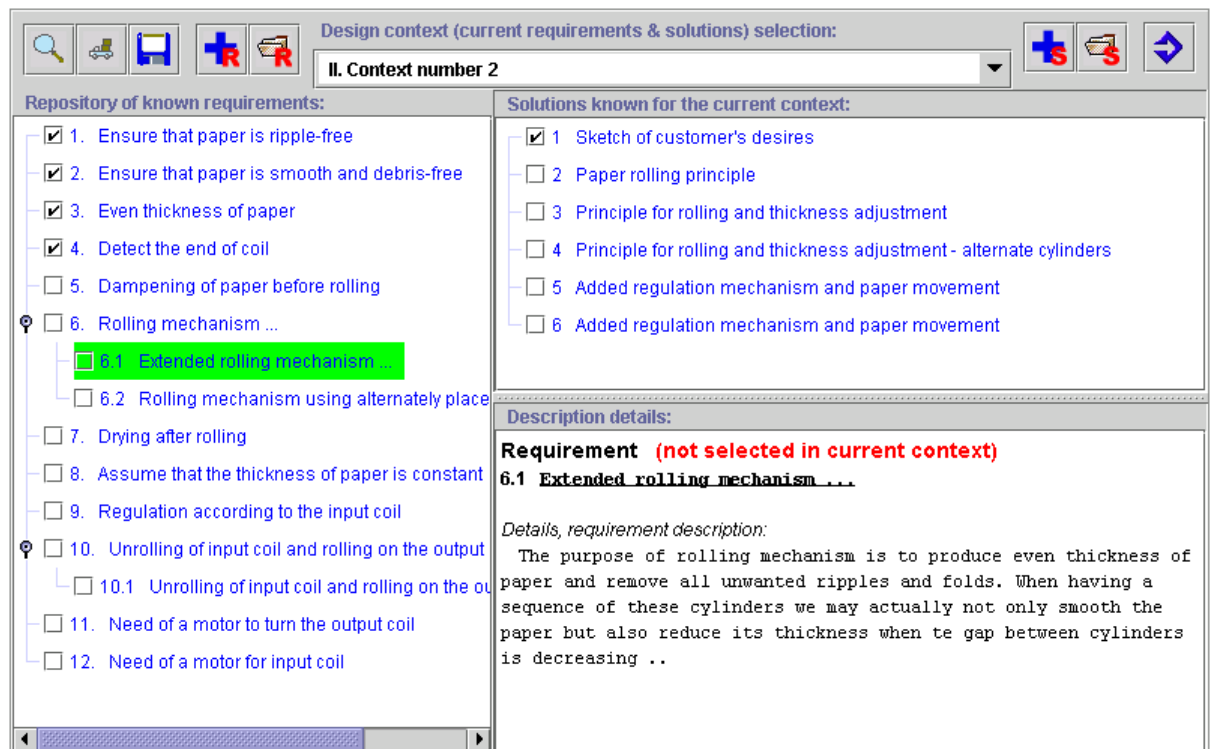 Design context (current requirements & solutions) selection:
R
R
II. Context number 2
S
S
Repository of known requirements:
1. Ensure that paper is ripple-free
2. Ensure that paper is smooth and debris-free
3. Even thickness of paper
4. Detect the end of coil
5. Dampening of paper before rolling
6. Rolling mechanism ...
6.1 Extended rolling mechanism ...
6.2 Rolling mechanism using alternately place
7. Drying after rolling
8. Assume that the thickness of paper is constant
9. Regulation according to the input coil
10. Unrolling of input coil and rolling on the output
10.1 Unrolling of input coil and rolling on the ou
11. Need of a motor to turn the output coil
12. Need of a motor for input coil
Solutions known for the current context:
1 Sketch of customer's desires
2 Paper rolling principle
3 Principle for rolling and thickness adjustment
4 Principle for rolling and thickness adjustment - alternate cylinders
5 Added regulation mechanism and paper movement
6 Added regulation mechanism and paper movement
Description details:
Requirement (not selected in current context)
6.1 Extended rolling mechanism ...
Details, requirement description:
The purpose of rolling mechanism is to produce even thickness of
paper and remove all unwanted ripples and folds. When having a
sequence of these cylinders we may actually not only smooth the
paper but also reduce its thickness when te gap between cylinders
is decreasing ..